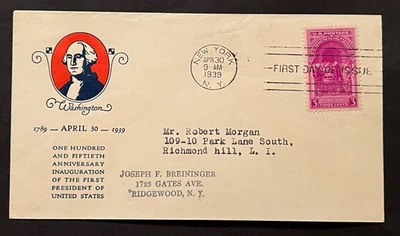 Washington
1789 — APRIL 30 — 1939
ONE HUNDRED
AND FIFTIETH
ANNIVERSARY
INAUGURATION
OF THE FIRST
PRESIDENT OF
UNITED STATES
NEW YORK
APR 30
9-AM
1939
N.Y.
FIRST DAY OF ISSUE
U.S. POSTAGE
3 3
Mr. Robert Morgan
109-10 Park Lane South,
Richmond hill, L. I.
JOSEPH F. BREININGER
1723 GATES AVE.
RIDGEWOOD, N.Y.